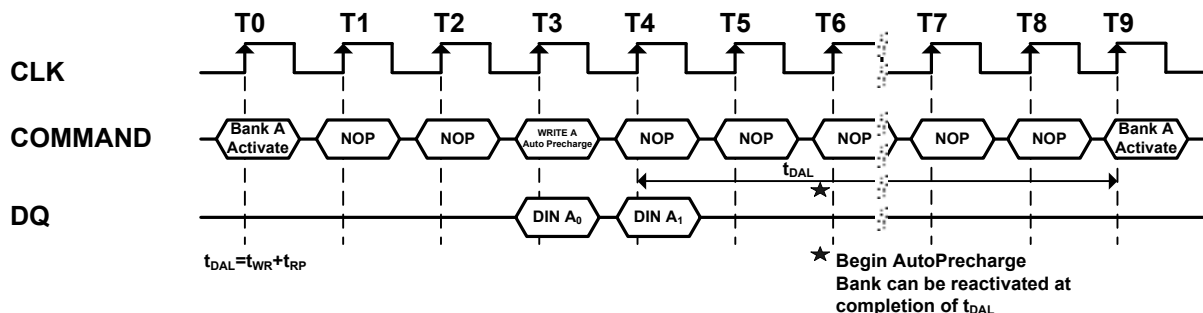 T0 T1 T2 T3 T4 T5 T6 T7 T8 T9
CLK
COMMAND
Bank A Activate NOP NOP WRITE A Auto Precharge NOP NOP NOP NOP NOP Bank A Activate
tDAL
★
DQ
DIN A0 DIN A1
tDAL=tWR+tRP
★ Begin AutoPrecharge
Bank can be reactivated at
completion of tDAL